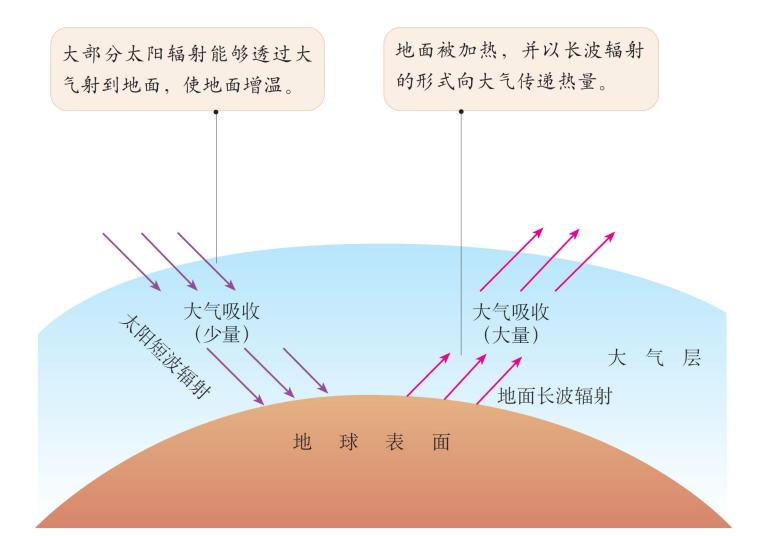 大部分太阳辐射能够透过大
气射到地面，使地面增温。
地面被加热，并以长波辐射
的形式向大气传递热量。
大气吸收
（少量）
太阳短波辐射
大气吸收
（大量）
大气层
地面长波辐射
地球表面